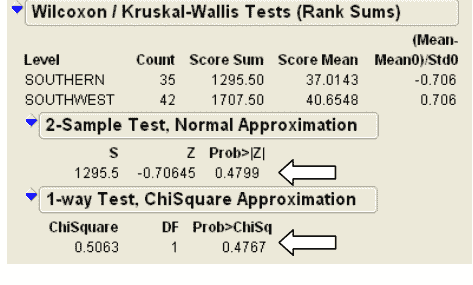 Wilcoxon / Kruskal-Wallis Tests (Rank Sums)
(Mean-
Level Count Score Sum Score Mean Mean0)/Std0
SOUTHERN 35 1295.50 37.0143 -0.706
SOUTHWEST 42 1707.50 40.6548 0.706
2-Sample Test, Normal Approximation
S Z Prob>|Z|
1295.5 -0.70645 0.4799
1-way Test, ChiSquare Approximation
ChiSquare DF Prob>ChiSq
0.5063 1 0.4767